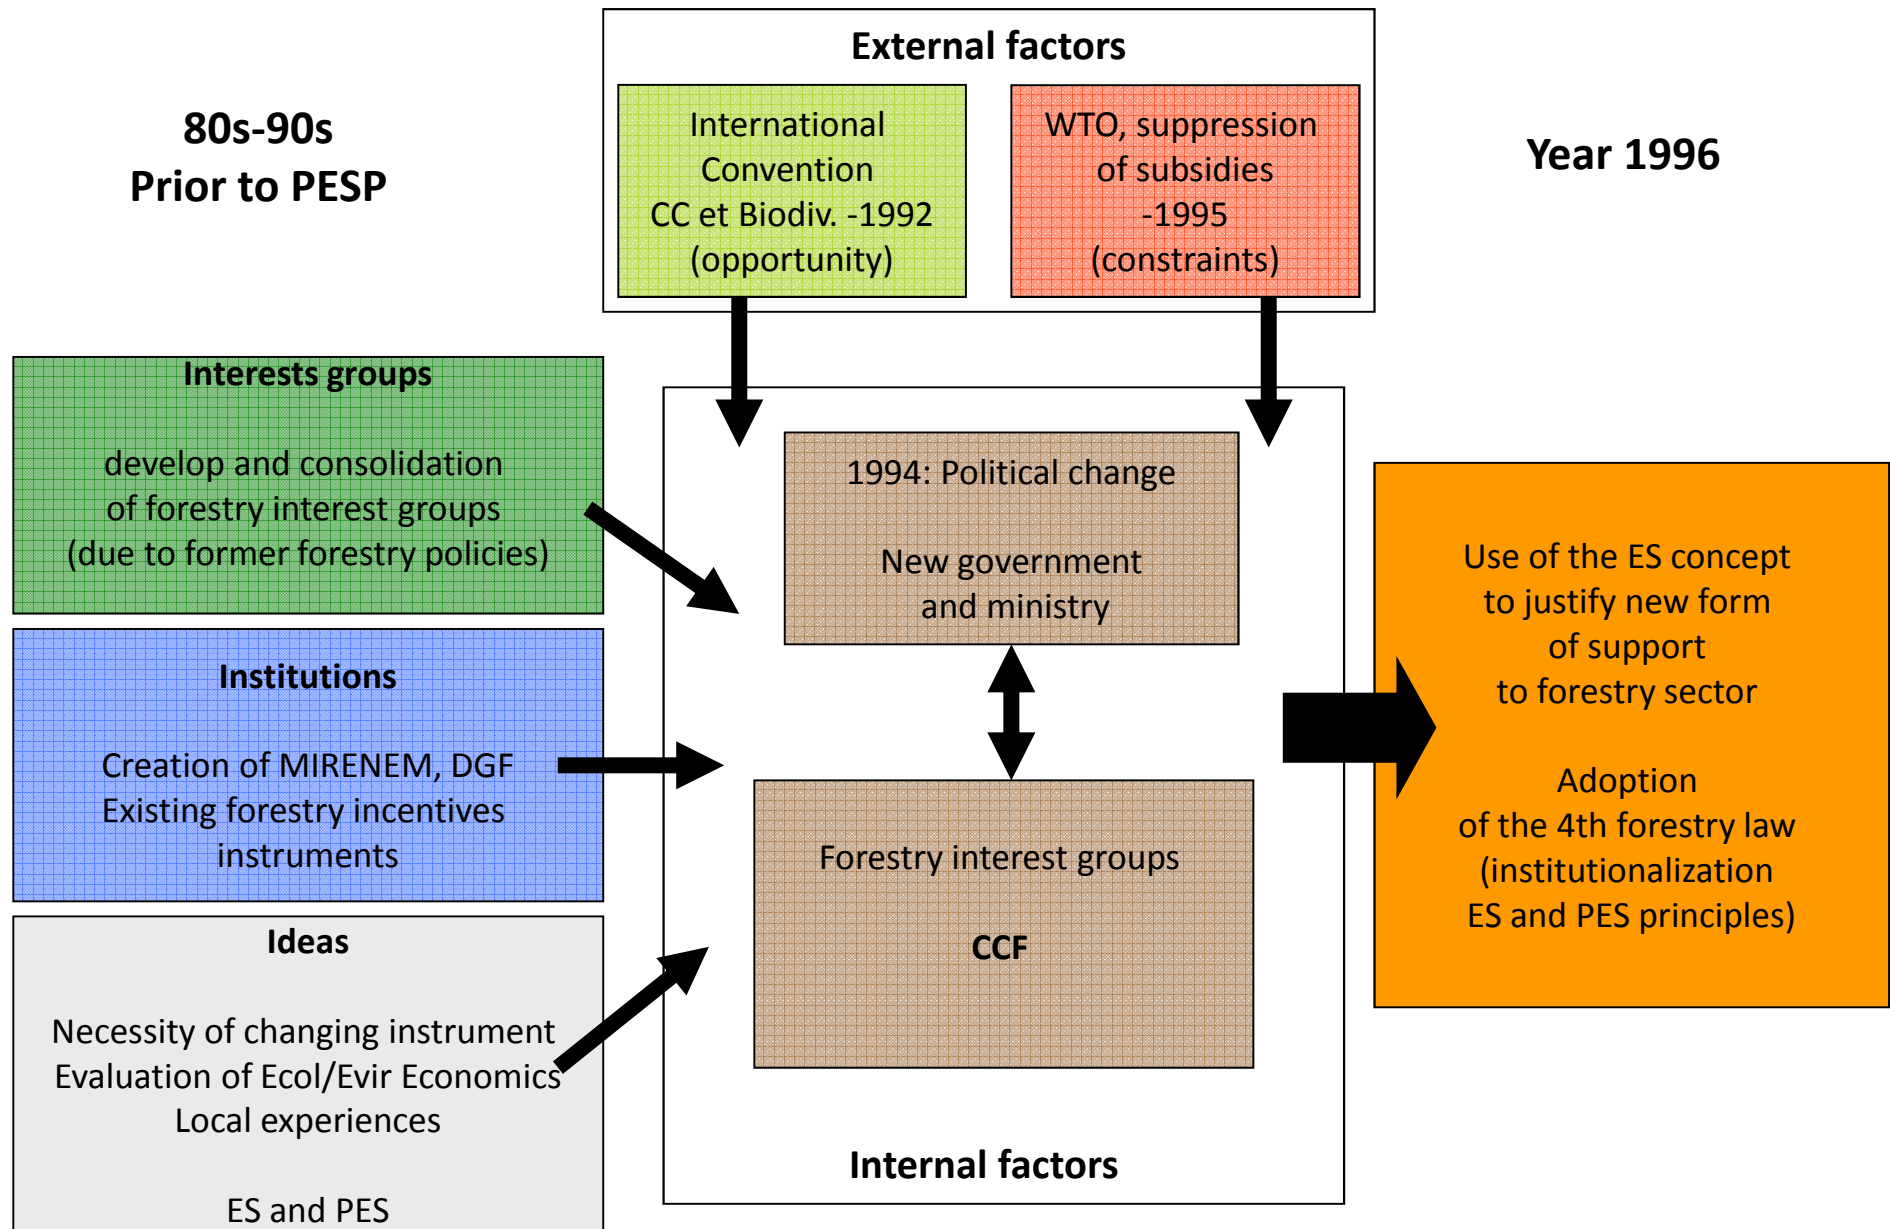 External factors
80s-90s
Prior to PESP
International
Convention
CC et Biodiv. -1992
(opportunity)
WTO, suppression
of subsidies
-1995
(constraints)
Year 1996
Interests groups
develop and consolidation
of forestry interest groups
(due to former forestry policies)
Institutions
Creation of MIRENEM, DGF
Existing forestry incentives
instruments
Ideas
Necessity of changing instrument
Evaluation of Ecol/Evir Economics
Local experiences
ES and PES
1994: Political change
New government
and ministry
Forestry interest groups
CCF
Internal factors
Use of the ES concept
to justify new form
of support
to forestry sector
Adoption
of the 4th forestry law
(institutionalization
ES and PES principles)